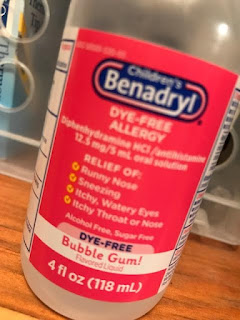 Children's
Benadryl
DYE-FREE
ALLERGY
Diphenhydramine HCl /antihistamine
12.5 mg/5 mL oral solution
RELIEF OF:
Runny Nose
Sneezing
Itchy, Watery Eyes
Itchy Throat or Nose
Alcohol Free, Sugar Free
DYE-FREE
Bubble Gum!
Flavored Liquid
4 fl oz (118 mL)